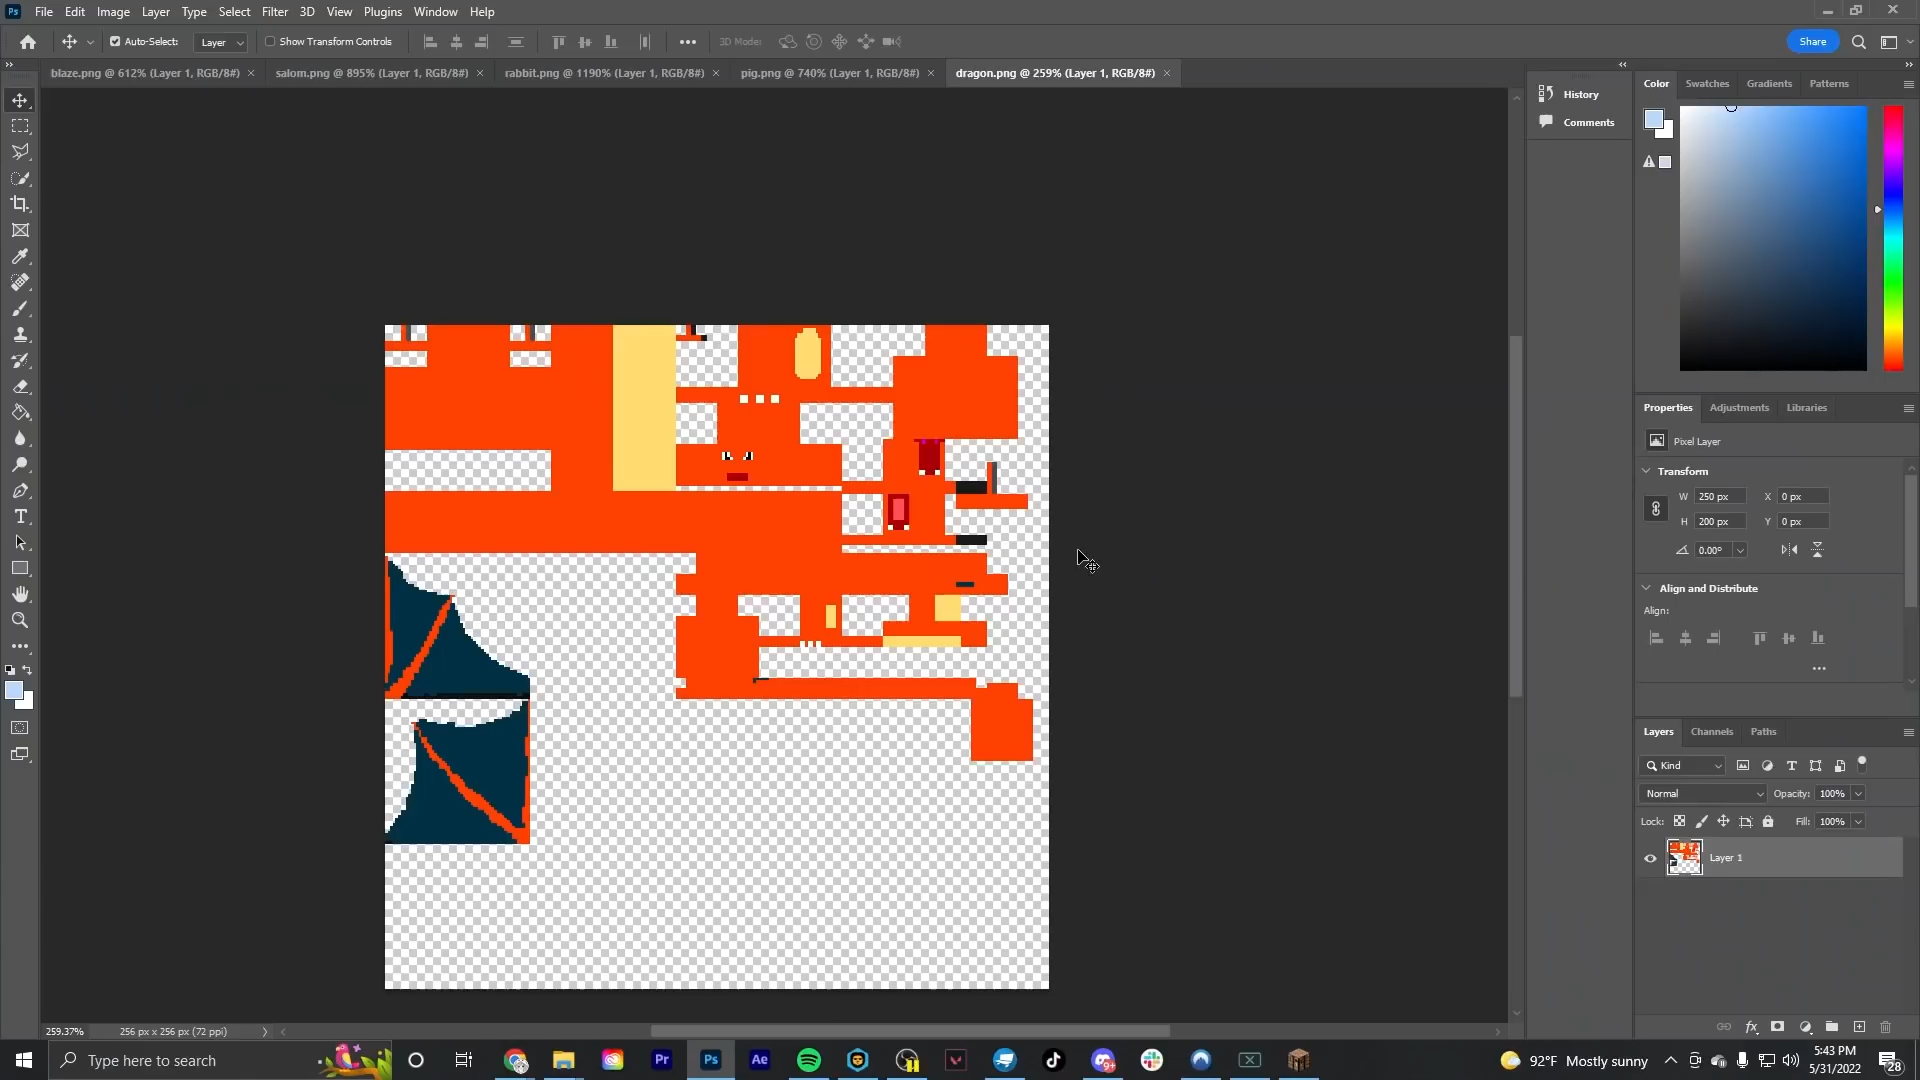 Ps File Edit Image Layer Type Select Filter 3D View Plugins Window Help
Auto-Select: Layer Show Transform Controls 3D Mode: Share
blaze.png @ 612% (Layer 1, RGB/8#) salom.png @ 895% (Layer 1, RGB/8#) rabbit.png @ 1190% (Layer 1, RGB/8#) pig.png @ 740% (Layer 1, RGB/8#) dragon.png @ 259% (Layer 1, RGB/8#)
History
Comments
Color Swatches Gradients Patterns
Properties Adjustments Libraries
Pixel Layer
Transform
W 250 px X 0 px
H 200 px Y 0 px
0.00°
Align and Distribute
Align:
Layers Channels Paths
Kind
Normal Opacity: 100%
Lock: Fill: 100%
Layer 1
259.37% 256 px x 256 px (72 ppi)
Type here to search
Pr Ps Ae
92°F Mostly sunny
5:43 PM
5/31/2022
28